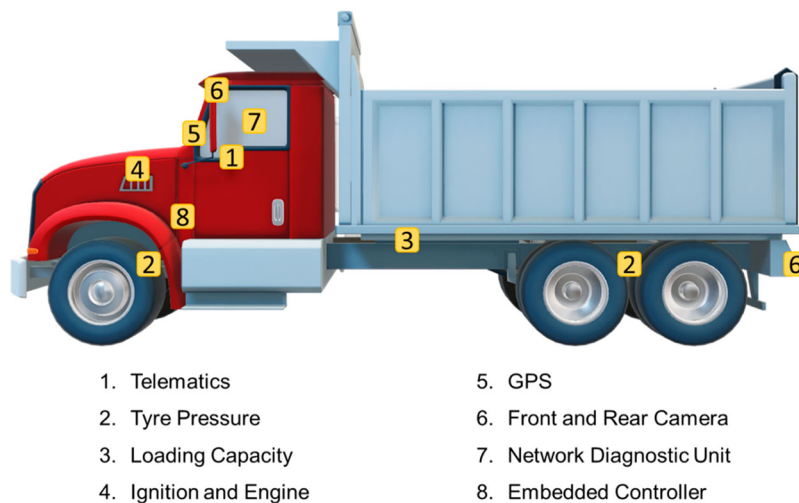 6
5
7
1
4
8
3
2
2
6
1. Telematics
2. Tyre Pressure
3. Loading Capacity
4. Ignition and Engine
5. GPS
6. Front and Rear Camera
7. Network Diagnostic Unit
8. Embedded Controller